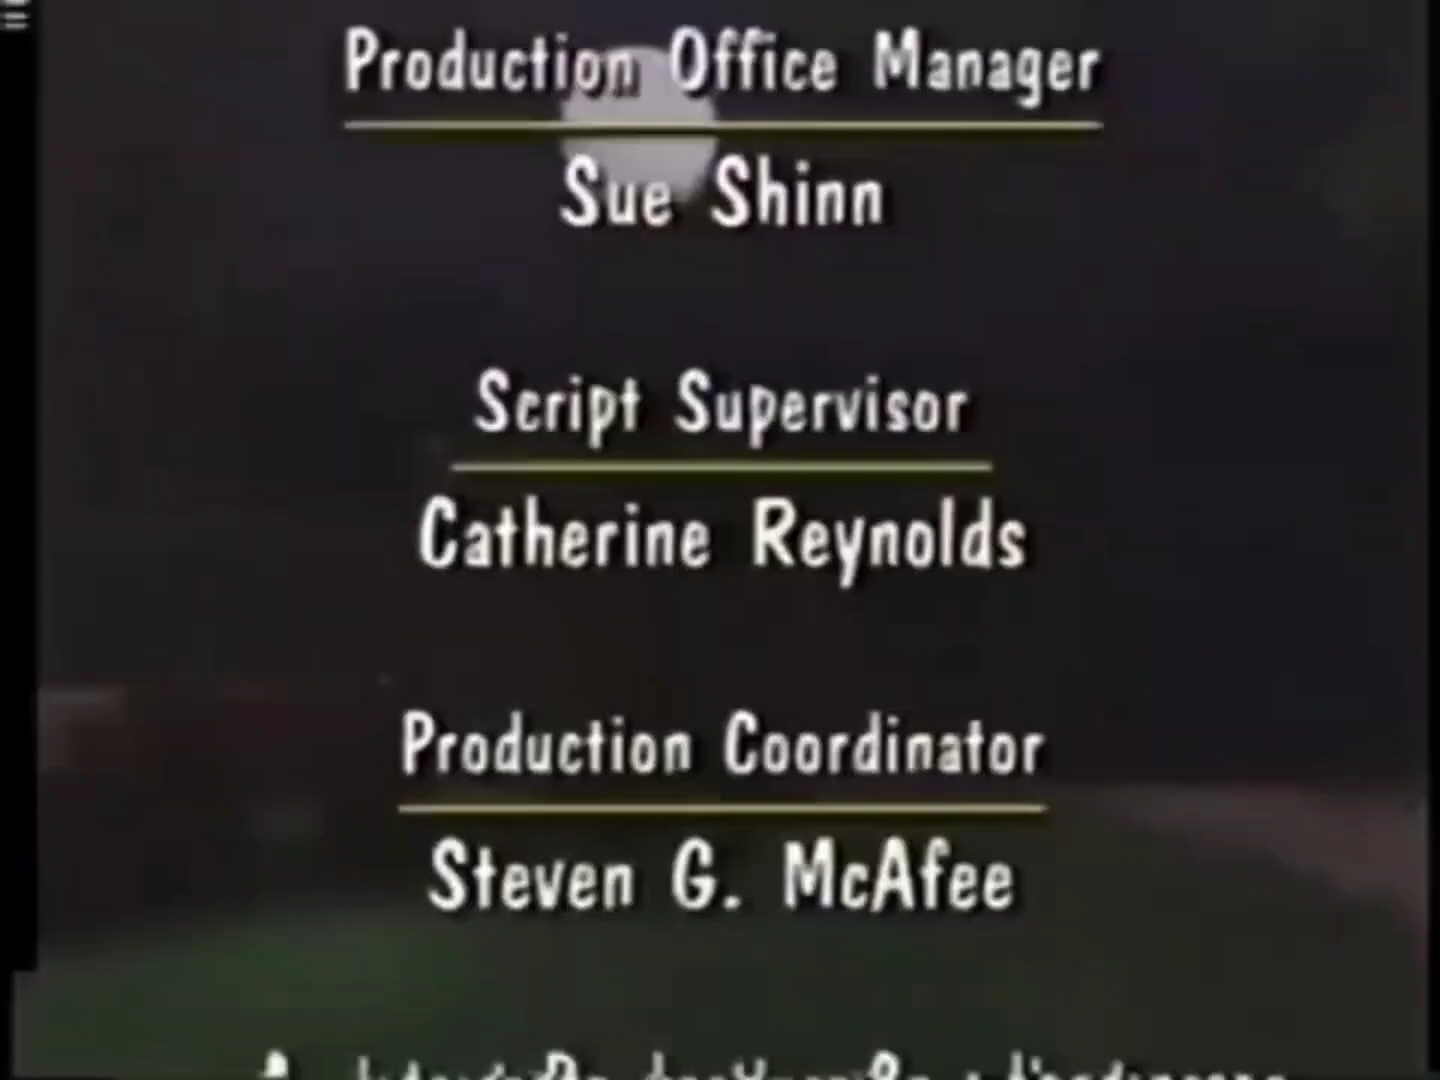 Production Office Manager
Sue Shinn
Script Supervisor
Catherine Reynolds
Production Coordinator
Steven G. McAfee